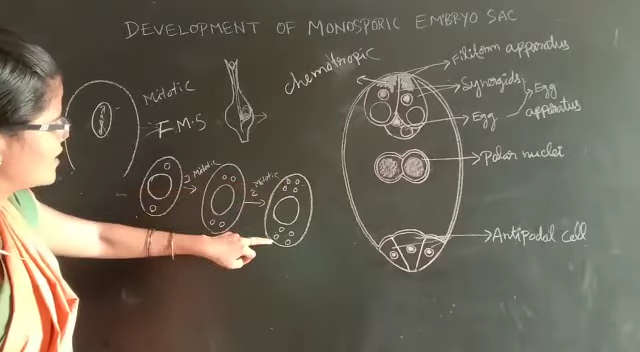 DEVELOPMENT OF MONOSPORIC EMBRYO SAC
chemotropic
Filiform apparatus
Synergids
Egg apparatus
Egg
Polar nuclei
Antipodal cell
Mitotic
F.M.S
Mitotic
2 Mitotic